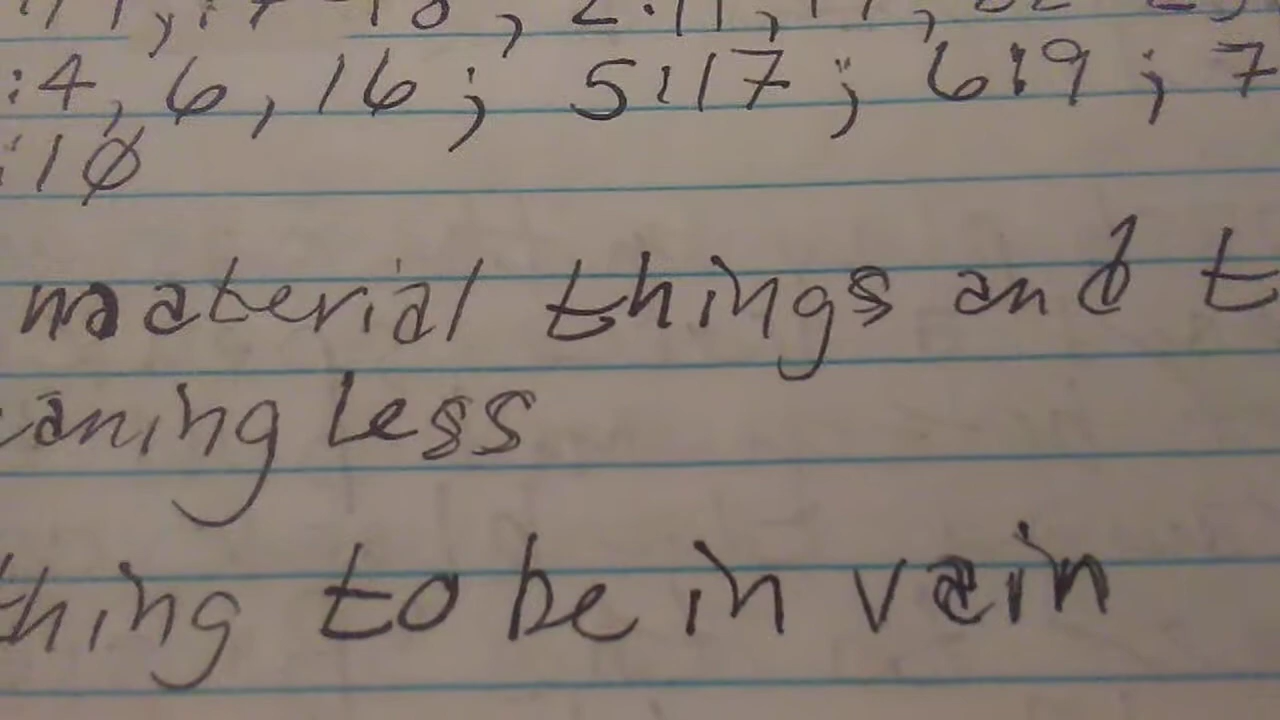 :4, 6, 16; 5:17; 6:9; 7
:10
material things and t
aning less
thing to be in vain